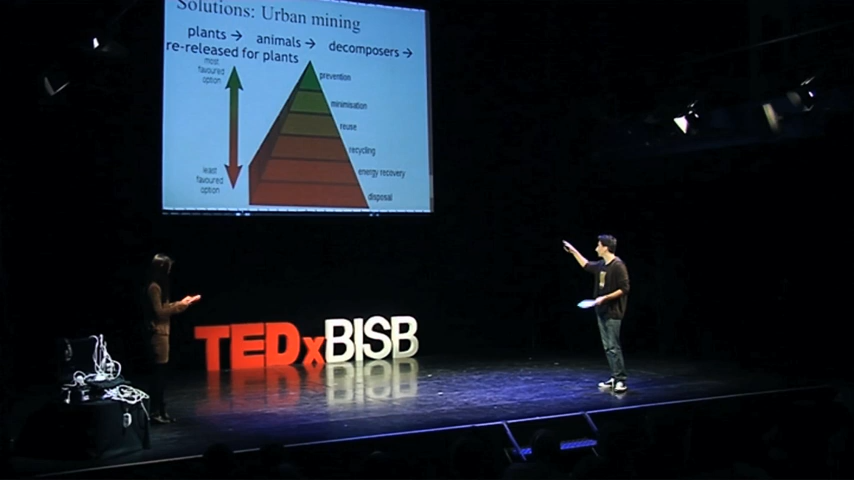 Solutions: Urban mining
plants → animals → decomposers →
re-released for plants
most
favoured
option
prevention
minimisation
reuse
recycling
energy recovery
disposal
least
favoured
option
TEDxBISB